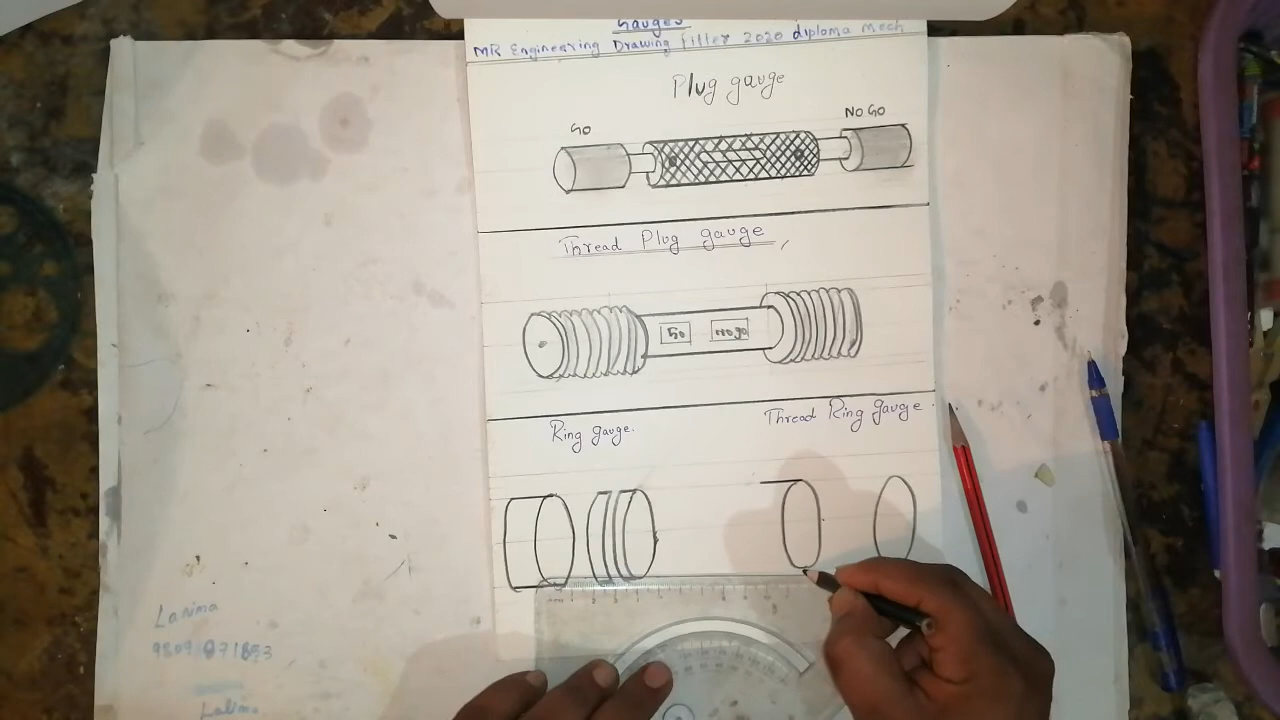 Gauges
MR Engineering Drawing filler 2020 diploma Mech
Plug gauge
GO
NO GO
Thread Plug gauge
GO
NO go
Ring gauge.
Thread Ring Gauge.
Lanima
Lalima